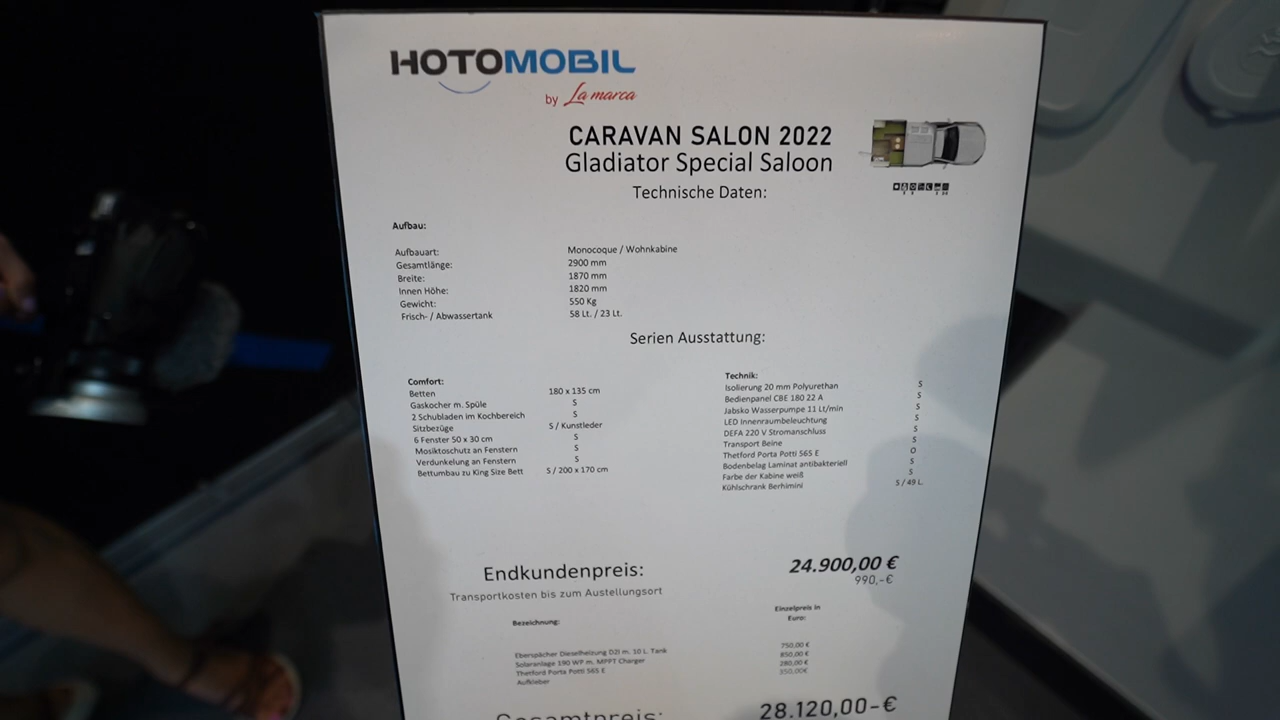 HOTOMOBIL
by La marca
CARAVAN SALON 2022
Gladiator Special Saloon
Technische Daten:
Aufbau:
Aufbauart: Monocoque / Wohnkabine
Gesamtlänge: 2900 mm
Breite: 1870 mm
Innen Höhe: 1820 mm
Gewicht: 550 Kg
Frisch- / Abwassertank 58 Lt. / 23 Lt.
Serien Ausstattung:
Comfort:
Betten 180 x 135 cm
Gaskocher m. Spüle S
2 Schubladen im Kochbereich S
Sitzbezüge S / Kunstleder
6 Fenster 50 x 30 cm S
Mosiktoschutz an Fenstern S
Verdunkelung an Fenstern S
Bettumbau zu King Size Bett S / 200 x 170 cm
Technik:
Isolierung 20 mm Polyurethan S
Bedienpanel CBE 180 22 A S
Jabsko Wasserpumpe 11 Lt/min S
LED Innenraumbeleuchtung S
DEFA 220 V Stromanschluss S
Transport Beine S
Thetford Porta Potti 565 E O
Bodenbelag Laminat antibakteriell S
Farbe der Kabine weiß S
Kühlschrank Berhimini S / 49 L.
Endkundenpreis: 24.900,00 €
Transportkosten bis zum Austellungsort 990,-€
Bezeichnung: Einzelpreis in
Euro:
Eberspächer Dieselheizung D2l m. 10 L Tank 750,00 €
Solaranlage 190 WP m. MPPT Charger 850,00 €
Thetford Porta Potti 565 E 280,00 €
Aufkleber 350,00€
Gesamtpreis: 28.120,00-€